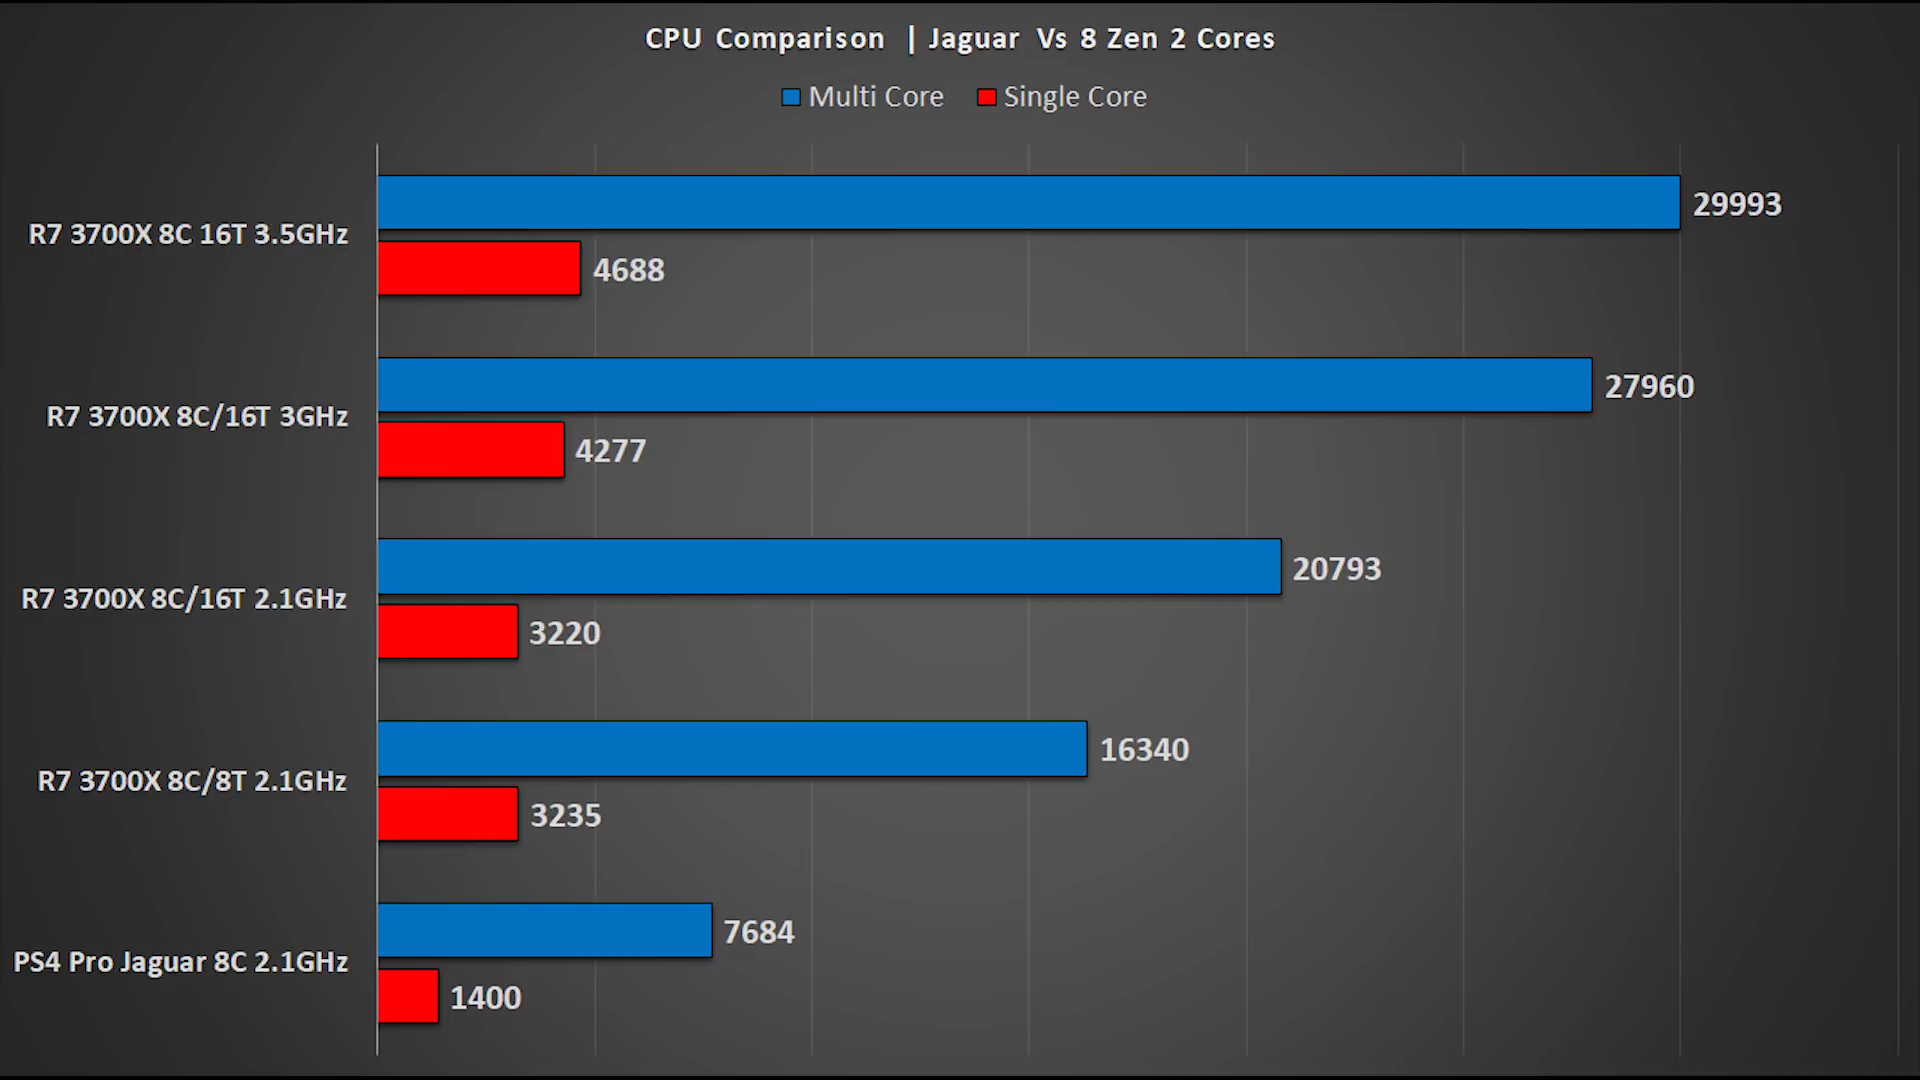 CPU Comparison | Jaguar Vs 8 Zen 2 Cores
Multi Core Single Core
R7 3700X 8C 16T 3.5GHz
29993
4688
R7 3700X 8C/16T 3GHz
27960
4277
R7 3700X 8C/16T 2.1GHz
20793
3220
R7 3700X 8C/8T 2.1GHz
16340
3235
PS4 Pro Jaguar 8C 2.1GHz
7684
1400